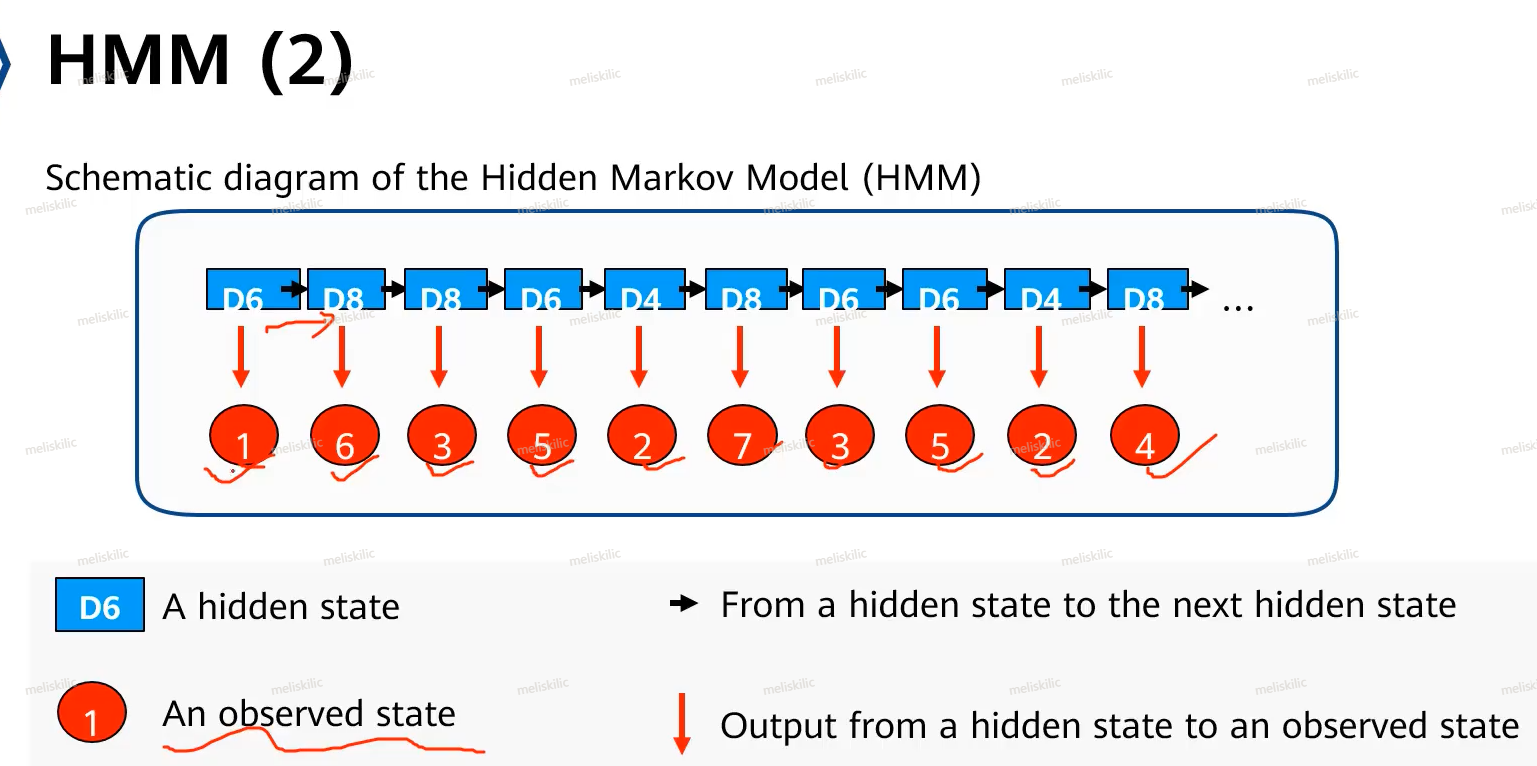 HMM (2)
Schematic diagram of the Hidden Markov Model (HMM)
D6 D8 D8 D6 D4 D8 D6 D6 D4 D8 ...
1 6 3 5 2 7 3 5 2 4
D6 A hidden state
From a hidden state to the next hidden state
1 An observed state
Output from a hidden state to an observed state
meliskilic